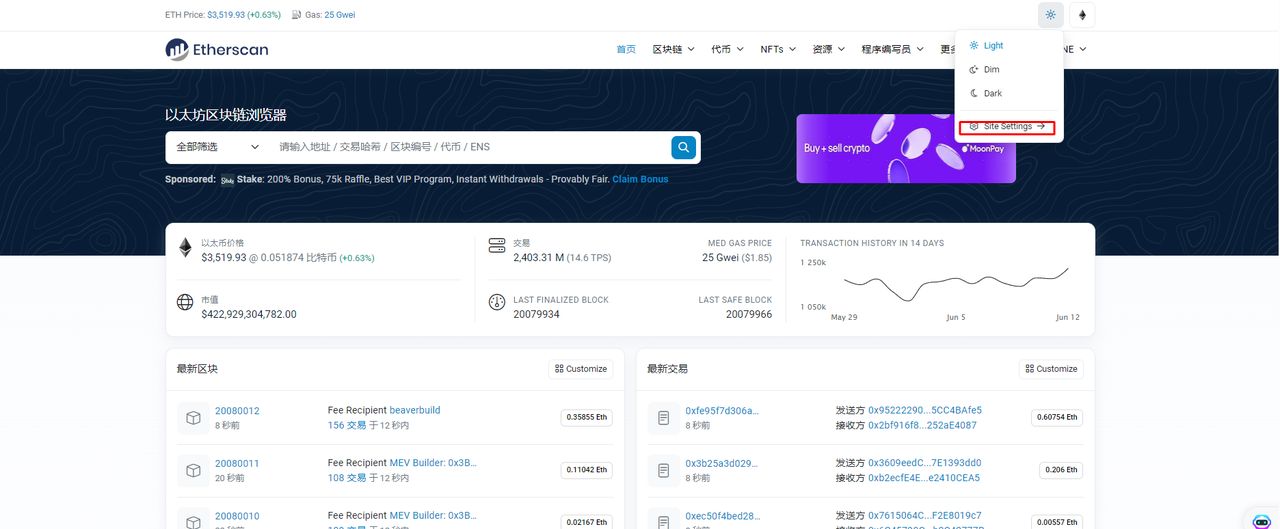 ETH Price: $3,519.93 (+0.63%) Gas: 25 Gwei
Etherscan
首页 区块链 代币 NFTs 资源 程序编写员
Light
Dim
Dark
Site Settings
以太坊区块链浏览器
全部筛选 请输入地址 / 交易哈希 / 区块编号 / 代币 / ENS
Buy + sell crypto MoonPay
Sponsored: Stake: 200% Bonus, 75k Raffle, Best VIP Program, Instant Withdrawals - Provably Fair. Claim Bonus
以太币价格
$3,519.93 @ 0.051874 比特币 (+0.63%)
交易
2,403.31 M (14.6 TPS)
MED GAS PRICE
25 Gwei ($1.85)
市值
$422,929,304,782.00
LAST FINALIZED BLOCK
20079934
LAST SAFE BLOCK
20079966
TRANSACTION HISTORY IN 14 DAYS
1 250k
1 050k
May 29 Jun 5 Jun 12
最新区块 Customize
20080012 Fee Recipient beaverbuild 0.35855 Eth
8 秒前 156 交易 于 12 秒内
20080011 Fee Recipient MEV Builder: 0x3B... 0.11042 Eth
20 秒前 108 交易 于 12 秒内
20080010 Fee Recipient MEV Builder: 0x3B... 0.02167 Eth
最新交易 Customize
0xfe95f7d306a... 发送方 0x95222290...5CC4BAfe5 0.60754 Eth
8 秒前 接收方 0x2bf916f8...252aE4087
0x3b25a3d029... 发送方 0x3609eedC...7E1393dd0 0.206 Eth
8 秒前 接收方 0xb2ecfE4E...e2410CEA5
0xec50f4bed28... 发送方 0x7615064C...F2E8019c7 0.00557 Eth